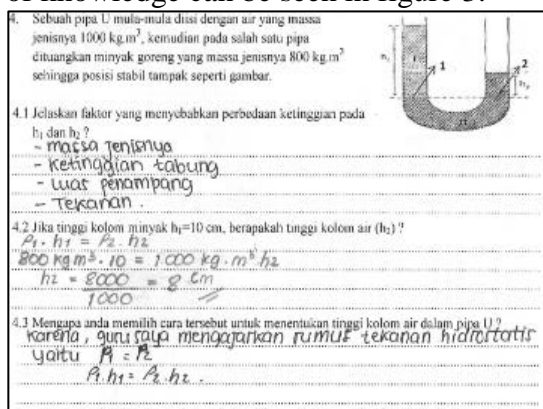 of knowledge can be seen in figure 3.
4. Sebuah pipa U mula-mula diisi dengan air yang massa
jenisnya 1000 kg.m³, kemudian pada salah satu pipa
dituangkan minyak goreng yang massa jenisnya 800 kg.m³
sehingga posisi stabil tampak seperti gambar.
1
2
4.1 Jelaskan faktor yang menyebabkan perbedaan ketinggian pada
h₁ dan h₂ ?
- massa jenisnya
- Ketinggian tabung
- Luas penampang
- Tekanan .
4.2 Jika tinggi kolom minyak h₁=10 cm, berapakah tinggi kolom air (h₂) ?
ρ₁ . h₁ = ρ₂ . h₂
800 kg m³ . 10 = 1000 kg . m³ h₂
h₂ = 8000 = 8 cm
1000
4.3 Mengapa anda memilih cara tersebut untuk menentukan tinggi kolom air dalam pipa U ?
karena, guru saya mengajarkan rumus tekanan hidrostatis
yaitu P₁ = P₂
ρ₁ . h₁ = ρ₂ . h₂ .